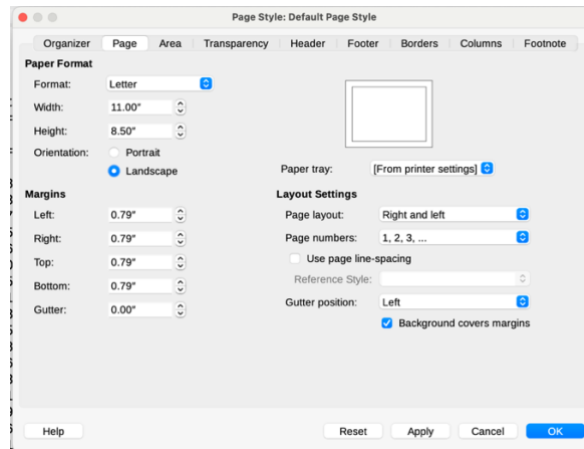 Page Style: Default Page Style
Organizer Page Area Transparency Header Footer Borders Columns Footnote
Paper Format
Format: Letter
Width: 11.00"
Height: 8.50"
Orientation: Portrait
Landscape
Paper tray: [From printer settings]
Margins
Left: 0.79"
Right: 0.79"
Top: 0.79"
Bottom: 0.79"
Gutter: 0.00"
Layout Settings
Page layout: Right and left
Page numbers: 1, 2, 3, ...
Use page line-spacing
Reference Style:
Gutter position: Left
Background covers margins
Help Reset Apply Cancel OK